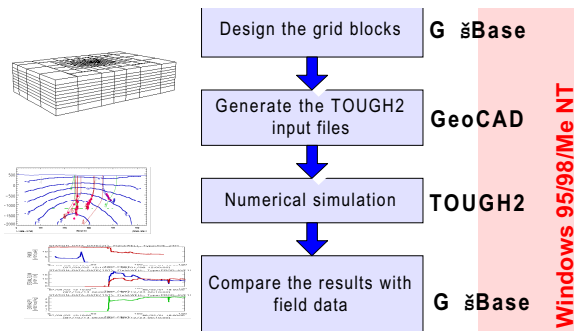 Design the grid blocks
G šBase
Generate the TOUGH2
input files
GeoCAD
Numerical simulation
TOUGH2
Compare the results with
field data
G šBase
Windows 95/98/Me NT